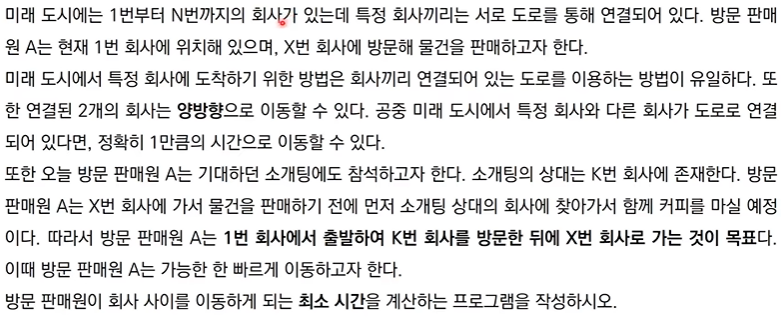 미래 도시에는 1번부터 N번까지의 회사가 있는데 특정 회사끼리는 서로 도로를 통해 연결되어 있다. 방문 판매
원 A는 현재 1번 회사에 위치해 있으며, X번 회사에 방문해 물건을 판매하고자 한다.
미래 도시에서 특정 회사에 도착하기 위한 방법은 회사끼리 연결되어 있는 도로를 이용하는 방법이 유일하다. 또
한 연결된 2개의 회사는 양방향으로 이동할 수 있다. 공중 미래 도시에서 특정 회사와 다른 회사가 도로로 연결
되어 있다면, 정확히 1만큼의 시간으로 이동할 수 있다.
또한 오늘 방문 판매원 A는 기대하던 소개팅에도 참석하고자 한다. 소개팅의 상대는 K번 회사에 존재한다. 방문
판매원 A는 X번 회사에 가서 물건을 판매하기 전에 먼저 소개팅 상대의 회사에 찾아가서 함께 커피를 마실 예정
이다. 따라서 방문 판매원 A는 1번 회사에서 출발하여 K번 회사를 방문한 뒤에 X번 회사로 가는 것이 목표다.
이때 방문 판매원 A는 가능한 한 빠르게 이동하고자 한다.
방문 판매원이 회사 사이를 이동하게 되는 최소 시간을 계산하는 프로그램을 작성하시오.